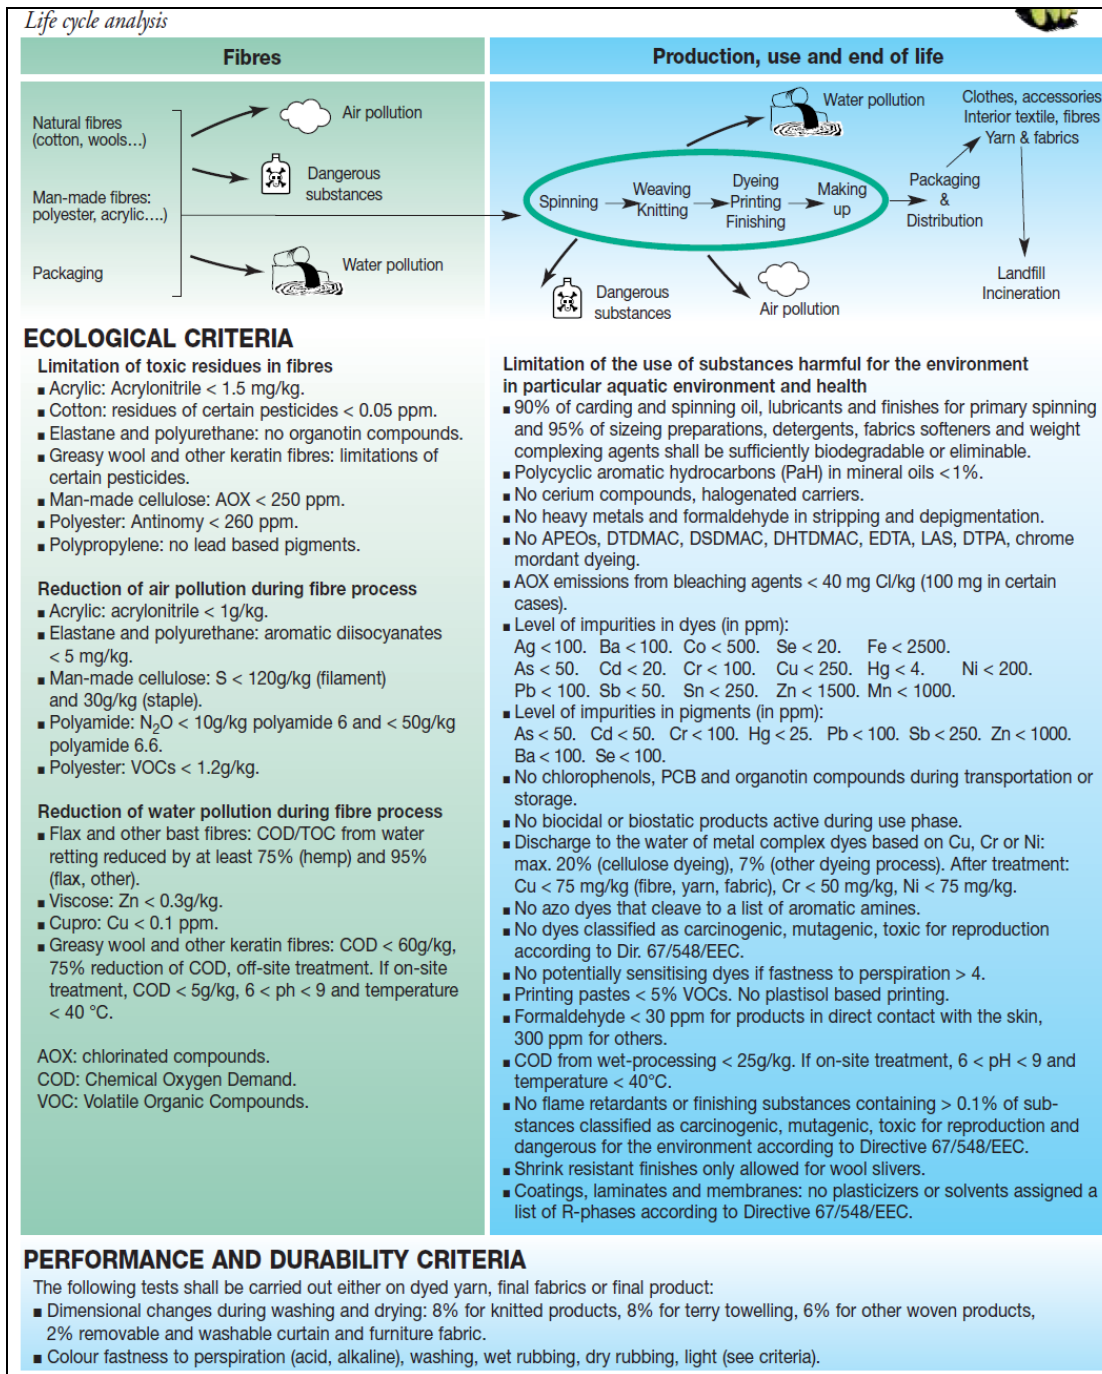 Life cycle analysis
Fibres
Production, use and end of life
Natural fibres
(cotton, wools...)
Man-made fibres:
polyester, acrylic....)
Packaging
Air pollution
Dangerous
substances
Water pollution
Water pollution
Spinning
Weaving
Knitting
Dyeing
Printing
Finishing
Making
up
Packaging
&
Distribution
Clothes, accessories
Interior textile, fibres
Yarn & fabrics
Landfill
Incineration
Dangerous
substances
Air pollution
ECOLOGICAL CRITERIA
Limitation of toxic residues in fibres
■ Acrylic: Acrylonitrile < 1.5 mg/kg.
■ Cotton: residues of certain pesticides < 0.05 ppm.
■ Elastane and polyurethane: no organotin compounds.
■ Greasy wool and other keratin fibres: limitations of
certain pesticides.
■ Man-made cellulose: AOX < 250 ppm.
■ Polyester: Antinomy < 260 ppm.
■ Polypropylene: no lead based pigments.
Reduction of air pollution during fibre process
■ Acrylic: acrylonitrile < 1g/kg.
■ Elastane and polyurethane: aromatic diisocyanates
< 5 mg/kg.
■ Man-made cellulose: S < 120g/kg (filament)
and 30g/kg (staple).
■ Polyamide: N₂O < 10g/kg polyamide 6 and < 50g/kg
polyamide 6.6.
■ Polyester: VOCs < 1.2g/kg.
Reduction of water pollution during fibre process
■ Flax and other bast fibres: COD/TOC from water
retting reduced by at least 75% (hemp) and 95%
(flax, other).
■ Viscose: Zn < 0.3g/kg.
■ Cupro: Cu < 0.1 ppm.
■ Greasy wool and other keratin fibres: COD < 60g/kg,
75% reduction of COD, off-site treatment. If on-site
treatment, COD < 5g/kg, 6 < ph < 9 and temperature
< 40 °C.
AOX: chlorinated compounds.
COD: Chemical Oxygen Demand.
VOC: Volatile Organic Compounds.
Limitation of the use of substances harmful for the environment
in particular aquatic environment and health
■ 90% of carding and spinning oil, lubricants and finishes for primary spinning
and 95% of sizeing preparations, detergents, fabrics softeners and weight
complexing agents shall be sufficiently biodegradable or eliminable.
■ Polycyclic aromatic hydrocarbons (PaH) in mineral oils <1%.
■ No cerium compounds, halogenated carriers.
■ No heavy metals and formaldehyde in stripping and depigmentation.
■ No APEOs, DTDMAC, DSDMAC, DHTDMAC, EDTA, LAS, DTPA, chrome
mordant dyeing.
■ AOX emissions from bleaching agents < 40 mg Cl/kg (100 mg in certain
cases).
■ Level of impurities in dyes (in ppm):
Ag < 100. Ba < 100. Co < 500. Se < 20. Fe < 2500.
As < 50. Cd < 20. Cr < 100. Cu < 250. Hg < 4. Ni < 200.
Pb < 100. Sb < 50. Sn < 250. Zn < 1500. Mn < 1000.
■ Level of impurities in pigments (in ppm):
As < 50. Cd < 50. Cr < 100. Hg < 25. Pb < 100. Sb < 250. Zn < 1000.
Ba < 100. Se < 100.
■ No chlorophenols, PCB and organotin compounds during transportation or
storage.
■ No biocidal or biostatic products active during use phase.
■ Discharge to the water of metal complex dyes based on Cu, Cr or Ni:
max. 20% (cellulose dyeing), 7% (other dyeing process). After treatment:
Cu < 75 mg/kg (fibre, yarn, fabric), Cr < 50 mg/kg, Ni < 75 mg/kg.
■ No azo dyes that cleave to a list of aromatic amines.
■ No dyes classified as carcinogenic, mutagenic, toxic for reproduction
according to Dir. 67/548/EEC.
■ No potentially sensitising dyes if fastness to perspiration > 4.
■ Printing pastes < 5% VOCs. No plastisol based printing.
■ Formaldehyde < 30 ppm for products in direct contact with the skin,
300 ppm for others.
■ COD from wet-processing < 25g/kg. If on-site treatment, 6 < pH < 9 and
temperature < 40°C.
■ No flame retardants or finishing substances containing > 0.1% of sub-
stances classified as carcinogenic, mutagenic, toxic for reproduction and
dangerous for the environment according to Directive 67/548/EEC.
■ Shrink resistant finishes only allowed for wool slivers.
■ Coatings, laminates and membranes: no plasticizers or solvents assigned a
list of R-phases according to Directive 67/548/EEC.
PERFORMANCE AND DURABILITY CRITERIA
The following tests shall be carried out either on dyed yarn, final fabrics or final product:
■ Dimensional changes during washing and drying: 8% for knitted products, 8% for terry towelling, 6% for other woven products,
2% removable and washable curtain and furniture fabric.
■ Colour fastness to perspiration (acid, alkaline), washing, wet rubbing, dry rubbing, light (see criteria).